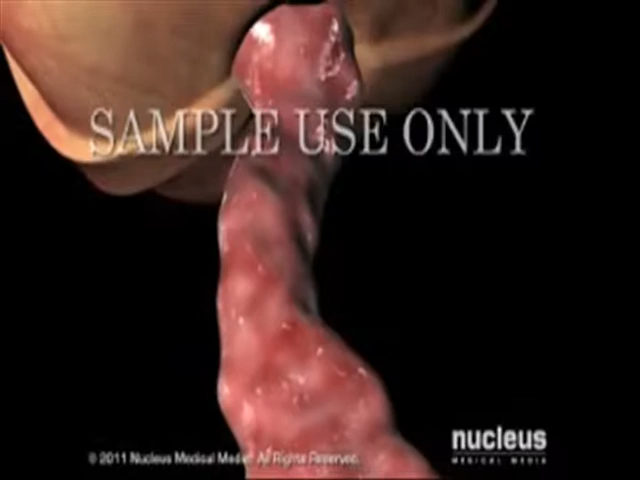 SAMPLE USE ONLY
nucleus
MEDICAL MEDIA
© 2011 Nucleus Medical Media. All Rights Reserved.